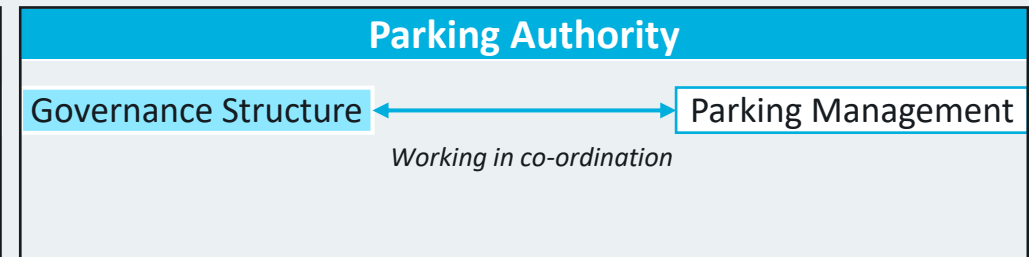 Parking Authority
Governance Structure
Parking Management
Working in co-ordination